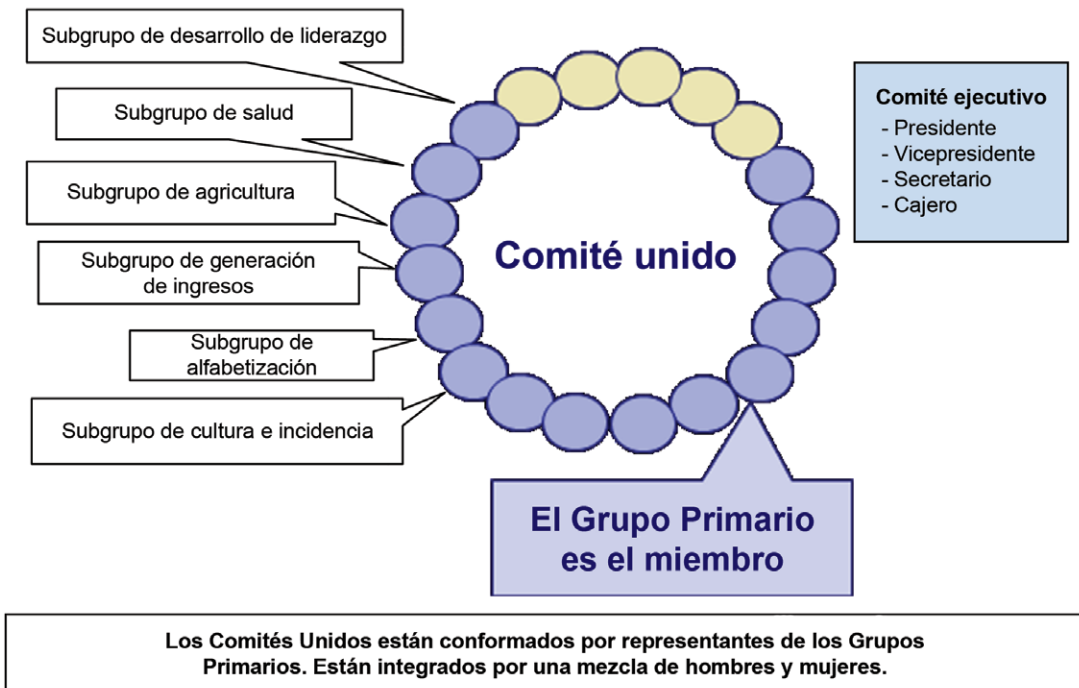 Subgrupo de desarrollo de liderazgo
Subgrupo de salud
Subgrupo de agricultura
Subgrupo de generación
de ingresos
Subgrupo de
alfabetización
Subgrupo de cultura e incidencia
Comité unido
Comité ejecutivo
- Presidente
- Vicepresidente
- Secretario
- Cajero
El Grupo Primario
es el miembro
Los Comités Unidos están conformados por representantes de los Grupos
Primarios. Están integrados por una mezcla de hombres y mujeres.